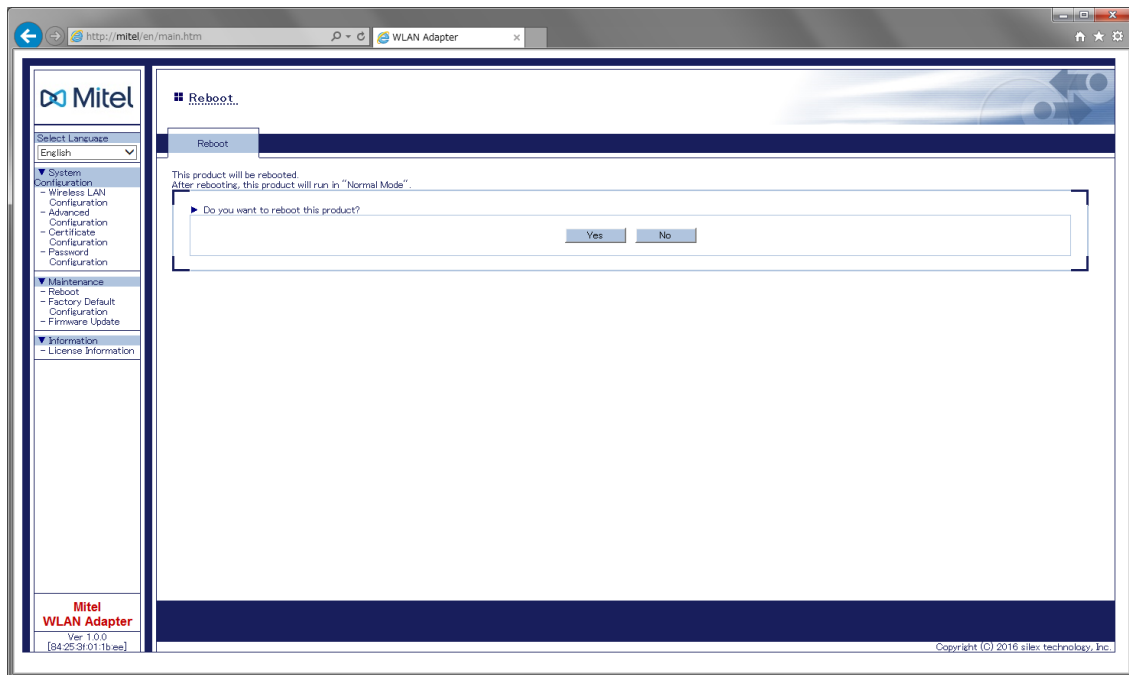 http://mitel/en/main.htm
WLAN Adapter
Mitel
Select Language
English
▼ System
Configuration
- Wireless LAN
Configuration
- Advanced
Configuration
- Certificate
Configuration
- Password
Configuration
▼ Maintenance
- Reboot
- Factory Default
Configuration
- Firmware Update
▼ Information
- License Information
Mitel
WLAN Adapter
Ver 1.0.0
[84:25:3f:01:1b:ee]
Reboot
Reboot
This product will be rebooted.
After rebooting, this product will run in "Normal Mode".
► Do you want to reboot this product?
Yes No
Copyright (C) 2016 silex technology, Inc.